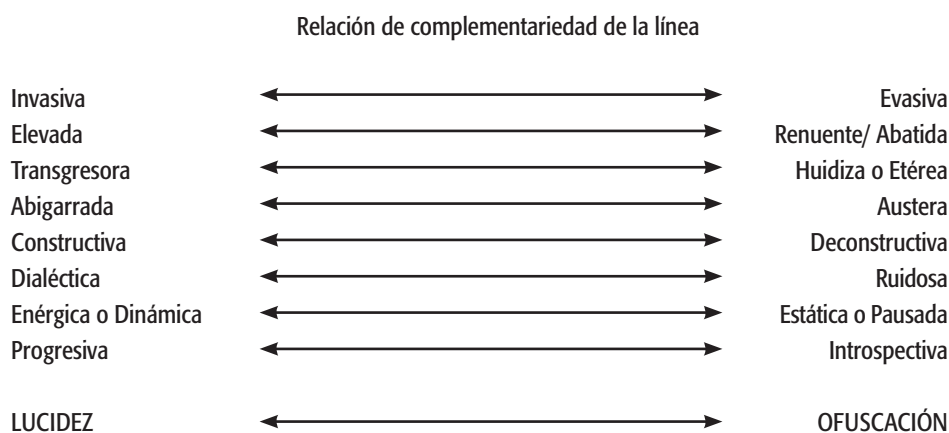 Relación de complementariedad de la línea
Invasiva Evasiva
Elevada Renuente/ Abatida
Transgresora Huidiza o Etérea
Abigarrada Austera
Constructiva Deconstructiva
Dialéctica Ruidosa
Enérgica o Dinámica Estática o Pausada
Progresiva Introspectiva
LUCIDEZ OFUSCACIÓN